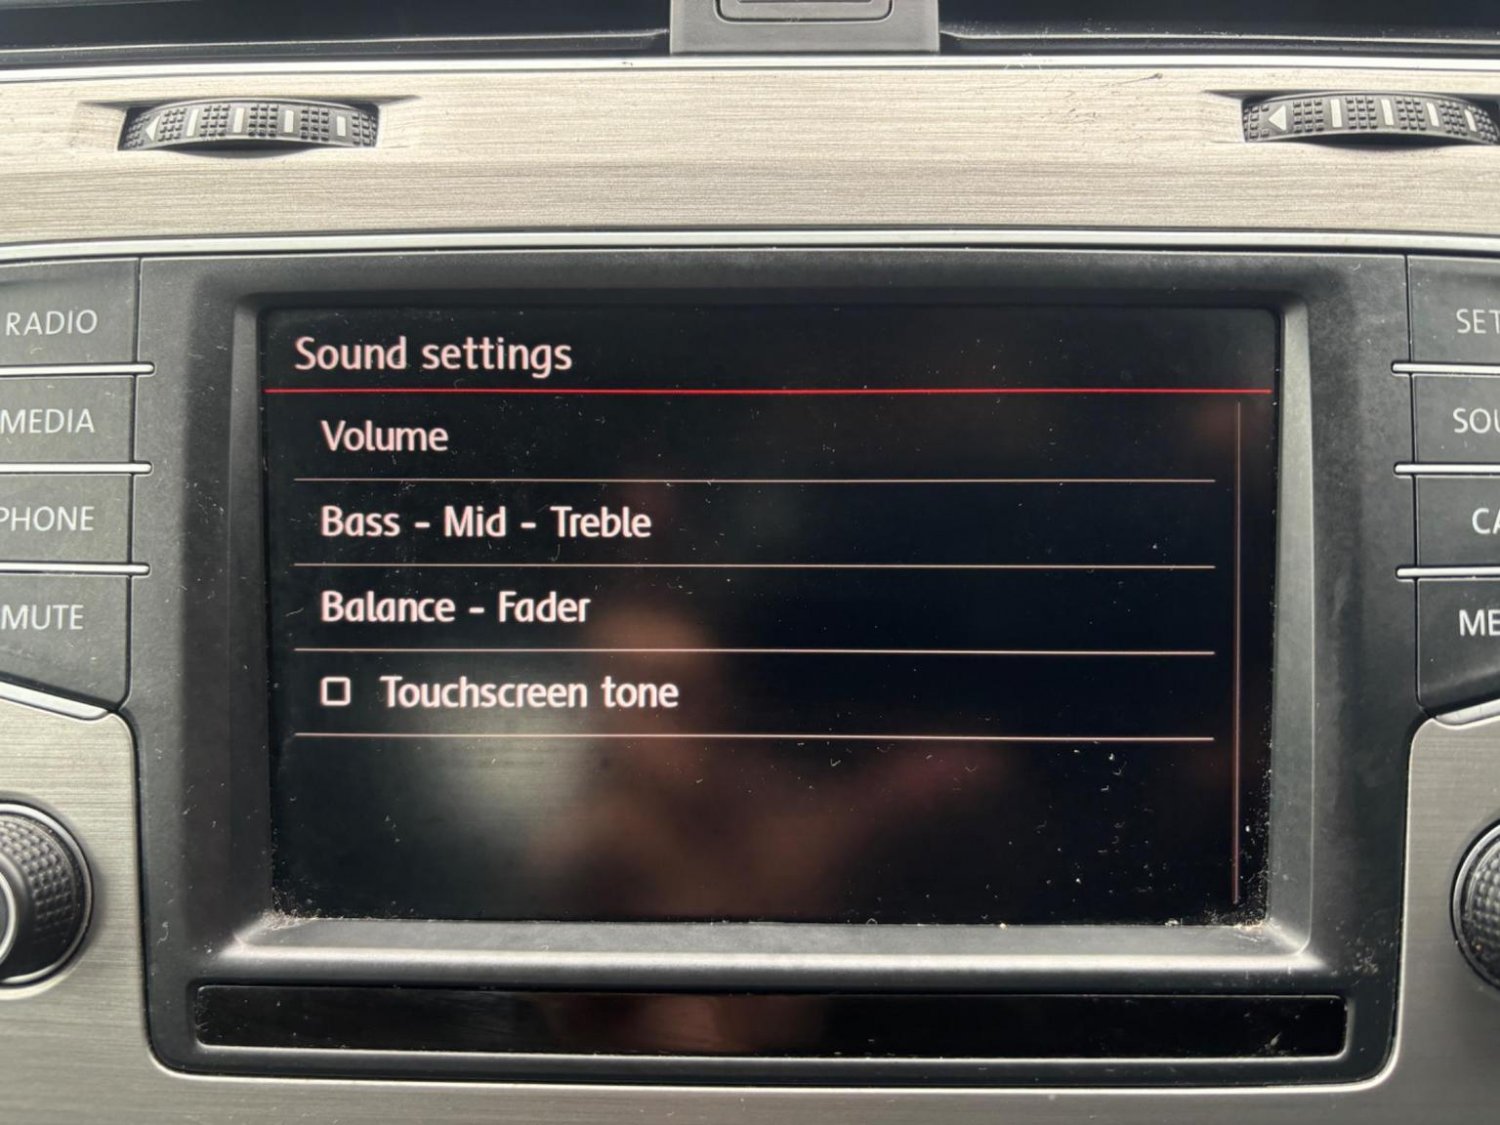 RADIO
MEDIA
PHONE
MUTE
Sound settings
Volume
Bass - Mid - Treble
Balance - Fader
Touchscreen tone